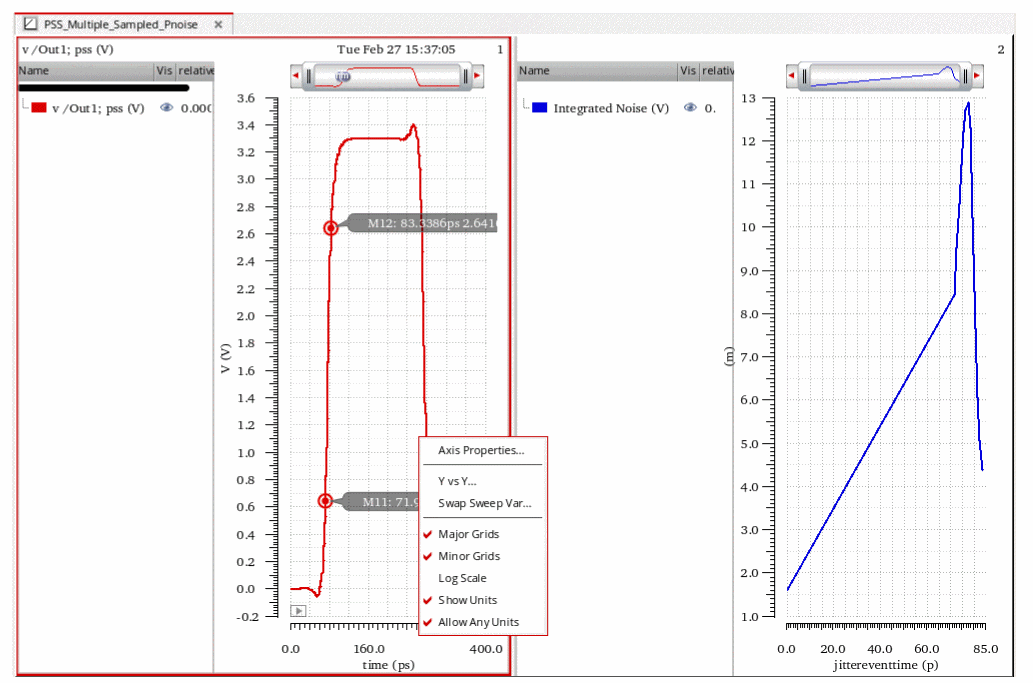 PSS_Multiple_Sampled_Pnoise
v /Out1; pss (V)
Tue Feb 27 15:37:05
1
Name
Vis
relative
v /Out1; pss (V)
0.000
3.6
3.4
3.2
3.0
2.8
2.6
2.4
2.2
2.0
1.8
1.6
1.4
1.2
1.0
0.8
0.6
0.4
0.2
0.0
-0.2
V (V)
M12: 83.3386ps 2.641
M11: 71.9
0.0
160.0
400.0
time (ps)
Axis Properties...
Y vs Y...
Swap Sweep Var...
Major Grids
Minor Grids
Log Scale
Show Units
Allow Any Units
2
Name
Vis
relativ
Integrated Noise (V)
0.
13
12
11
10
9.0
8.0
7.0
6.0
5.0
4.0
3.0
2.0
1.0
(m)
0.0
20.0
40.0
60.0
85.0
jittereventtime (p)